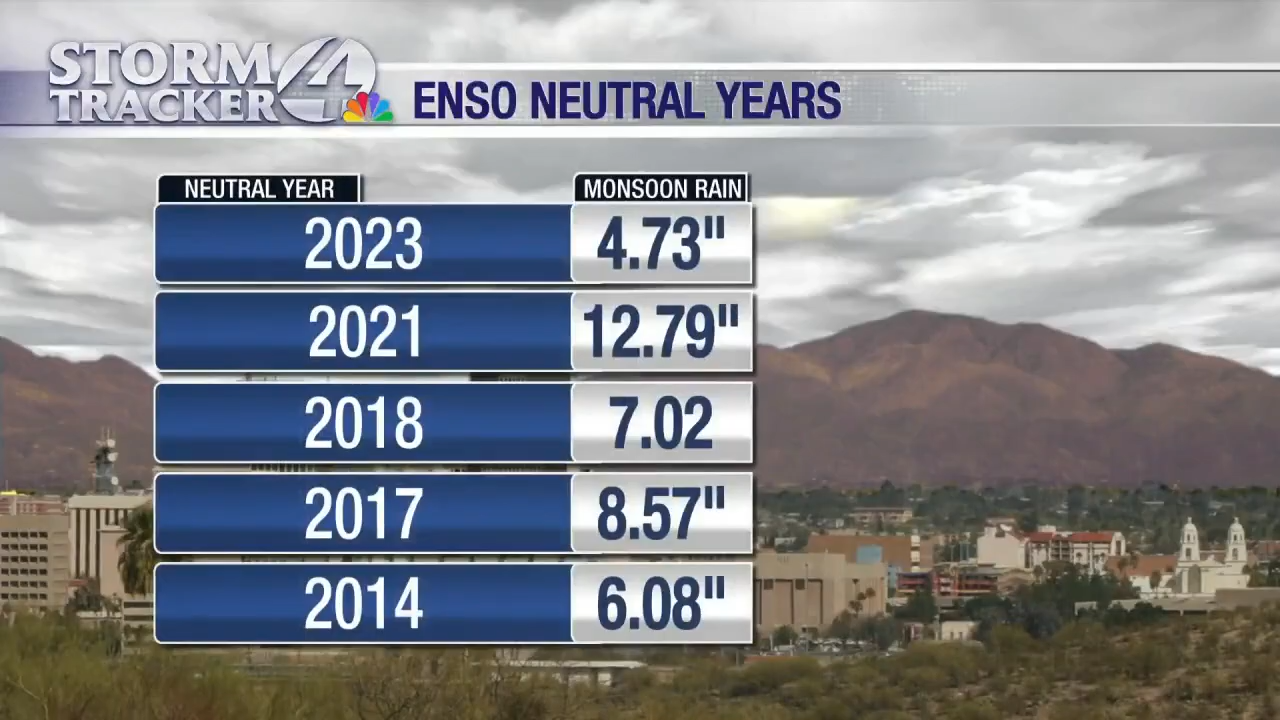 STORM
TRACKER 4
ENSO NEUTRAL YEARS
NEUTRAL YEAR MONSOON RAIN
2023 4.73"
2021 12.79"
2018 7.02
2017 8.57"
2014 6.08"